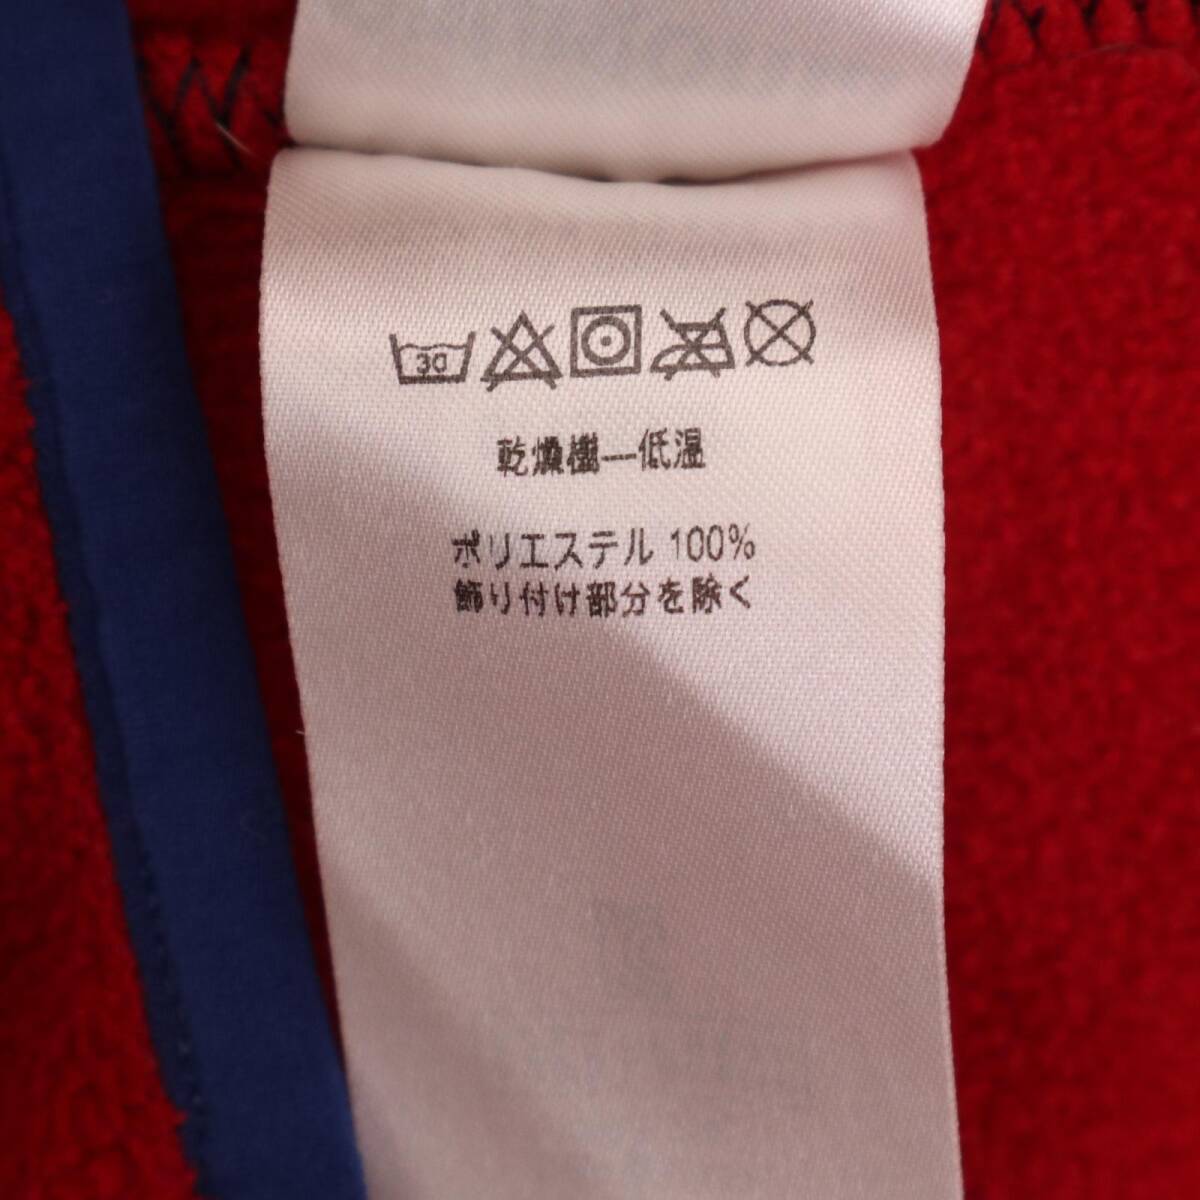 30
乾燥機—低温
ポリエステル 100%
飾り付け部分を除く